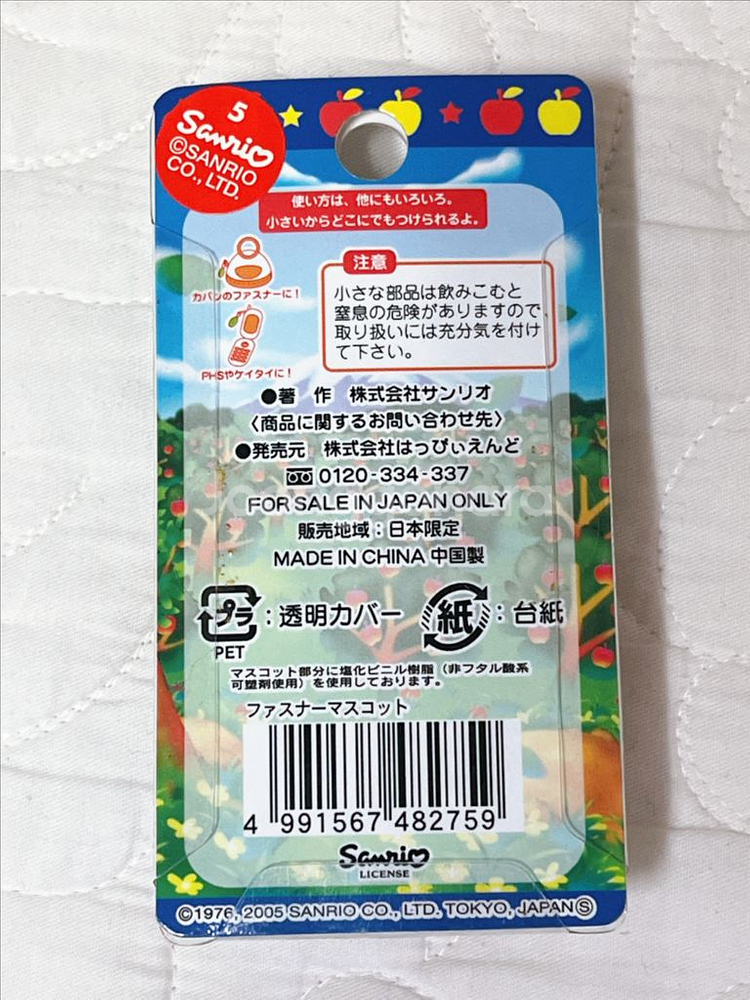 5
Sanrio
©SANRIO
CO., LTD.
使い方は、他にもいろいろ。
小さいからどこにでもつけられるよ。
カバンのファスナーに!
PHSやケイタイに!
注意
小さな部品は飲みこむと
窒息の危険がありますので、
取り扱いには充分気を付け
て下さい。
●著 作 株式会社サンリオ
〈商品に関するお問い合わせ先〉
●発売元 株式会社はっぴぃえんど
0120-334-337
FOR SALE IN JAPAN ONLY
販売地域:日本限定
MADE IN CHINA 中国製
プラ:透明カバー 紙:台紙
PET
マスコット部分に塩化ビニル樹脂(非フタル酸系
可塑剤使用)を使用しております。
ファスナーマスコット
4 991567 482759
Sanrio
LICENSE
©1976, 2005 SANRIO CO., LTD. TOKYO, JAPAN Ⓢ